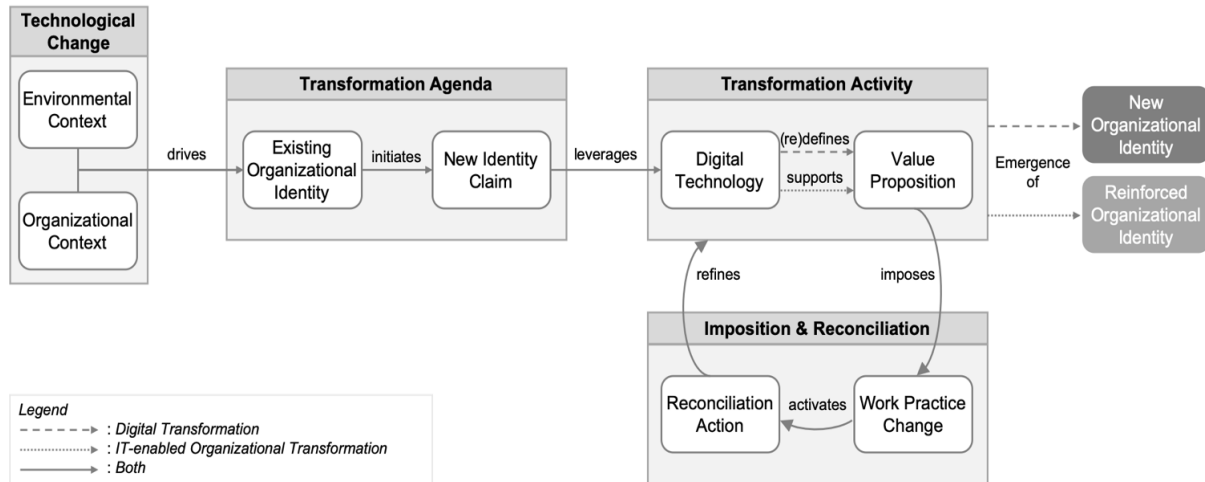 Technological
Change
Environmental
Context
Organizational
Context
drives
Transformation Agenda
Existing
Organizational
Identity
initiates
New Identity
Claim
leverages
Transformation Activity
Digital
Technology
(re)defines
supports
Value
Proposition
Emergence
of
New
Organizational
Identity
Reinforced
Organizational
Identity
refines
imposes
Imposition & Reconciliation
Reconciliation
Action
activates
Work Practice
Change
Legend
: Digital Transformation
: IT-enabled Organizational Transformation
: Both